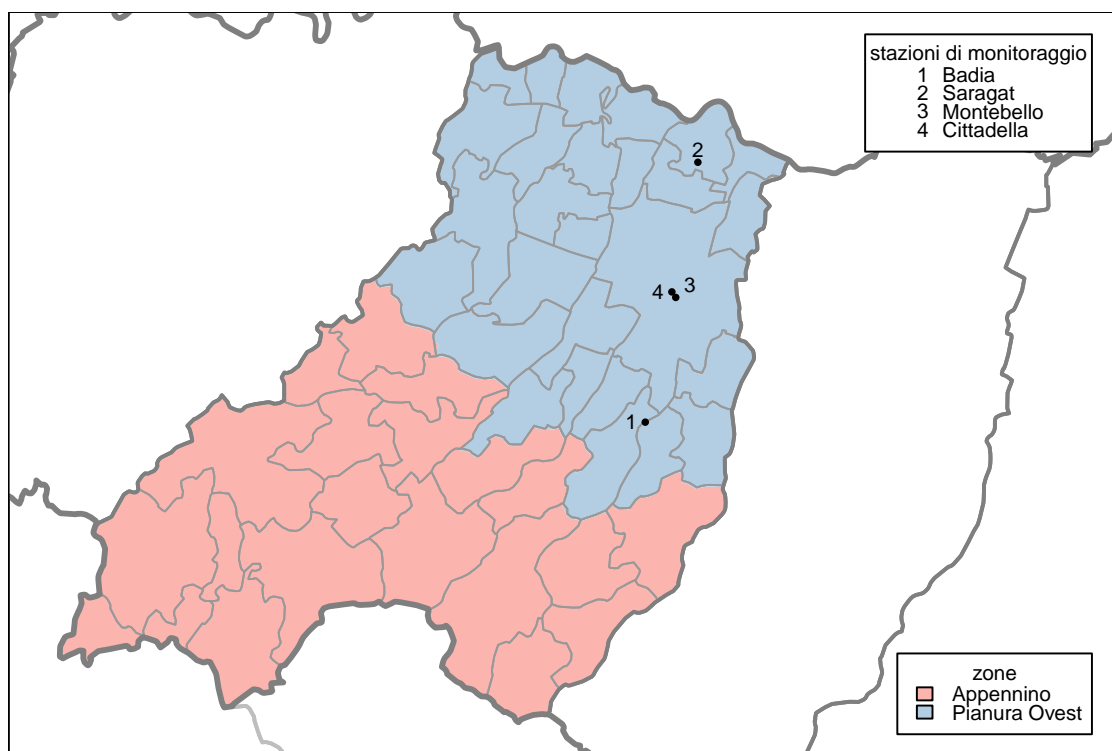 stazioni di monitoraggio
1 Badia
2 Saragat
3 Montebello
4 Cittadella
2
4 3
1
zone
Appennino
Pianura Ovest